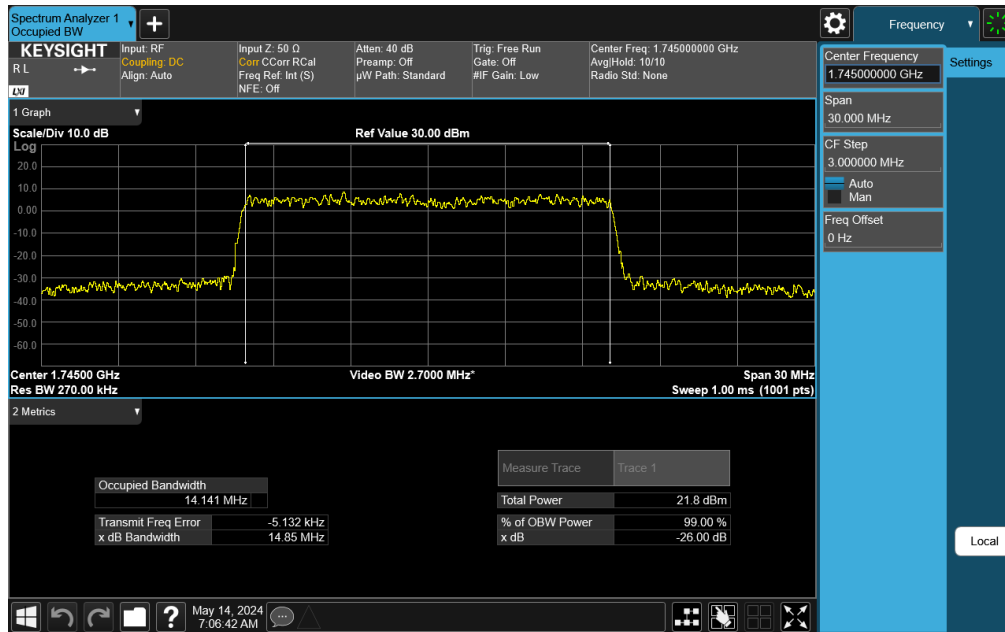 Spectrum Analyzer 1
Occupied BW
+
Frequency
KEYSIGHT
R L
LXI
Input: RF
Coupling: DC
Align: Auto
Input Z: 50 Ω
Corr CCorr RCal
Freq Ref: Int (S)
NFE: Off
Atten: 40 dB
Preamp: Off
µW Path: Standard
Trig: Free Run
Gate: Off
#IF Gain: Low
Center Freq: 1.745000000 GHz
Avg|Hold: 10/10
Radio Std: None
Center Frequency
1.745000000 GHz
Settings
Span
30.000 MHz
CF Step
3.000000 MHz
Auto
Man
Freq Offset
0 Hz
1 Graph
Scale/Div 10.0 dB
Ref Value 30.00 dBm
Log
20.0
10.0
0.00
-10.0
-20.0
-30.0
-40.0
-50.0
-60.0
Center 1.74500 GHz
Video BW 2.7000 MHz*
Span 30 MHz
Res BW 270.00 kHz
Sweep 1.00 ms (1001 pts)
2 Metrics
Measure Trace Trace 1
Occupied Bandwidth
14.141 MHz
Total Power 21.8 dBm
Transmit Freq Error -5.132 kHz
% of OBW Power 99.00 %
x dB Bandwidth 14.85 MHz
x dB -26.00 dB
Local
?
May 14, 2024
7:06:42 AM